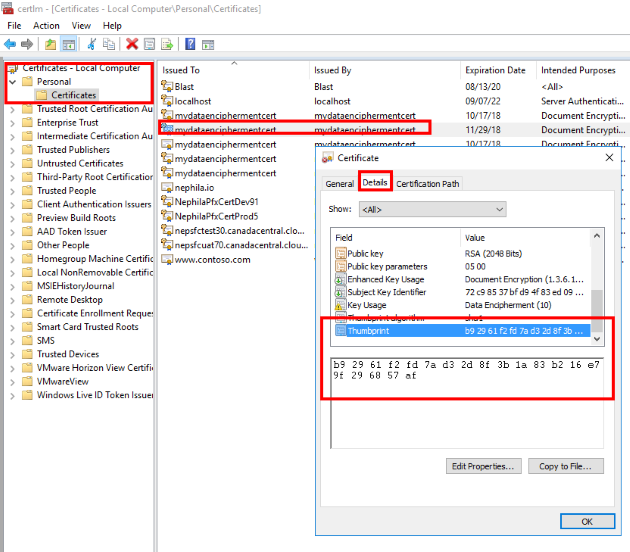 certlm - [Certificates - Local Computer\Personal\Certificates]
File Action View Help
Certificates - Local Computer
Personal
Certificates
Trusted Root Certification Au
Enterprise Trust
Intermediate Certification Au
Trusted Publishers
Untrusted Certificates
Third-Party Root Certification
Trusted People
Client Authentication Issuers
Preview Build Roots
AAD Token Issuer
Other People
Homegroup Machine Certific
Local NonRemovable Certific
MSIEHistoryJournal
Remote Desktop
Certificate Enrollment Reque
Smart Card Trusted Roots
SMS
Trusted Devices
VMware Horizon View Certific
VMwareView
Windows Live ID Token Issuer
Issued To Issued By Expiration Date Intended Purposes
Blast Blast 08/13/20 <All>
localhost localhost 09/07/22 Server Authenticati...
mydataenciphermentcert mydataenciphermentcert 10/17/18 Document Encrypti...
mydataenciphermentcert mydataenciphermentcert 11/29/18 Document Encrypti...
mydataenciphermentcert mydataenciphermentcert 10/17/18 Document Encrypti...
mydataenciphermentcert
mydataenciphermentcert
nephila.io
NephilaPfxCertDev91
NephilaPfxCertProd5
nepsfctest30.canadacentral.clou...
nepsfcuat70.canadacentral.clou...
www.contoso.com
Certificate
General Details Certification Path
Show: <All>
Field Value
Public key RSA (2048 Bits)
Public key parameters 05 00
Enhanced Key Usage Document Encryption (1.3.6.1...
Subject Key Identifier 72 c9 85 37 bf d9 4f 83 ed 09 ...
Key Usage Data Encipherment (10)
Thumbprint algorithm sha1
Thumbprint b9 29 61 f2 fd 7a d3 2d 8f 3b ...
b9 29 61 f2 fd 7a d3 2d 8f 3b 1a 83 b2 16 e7
9f 29 68 57 af
Edit Properties... Copy to File...
OK